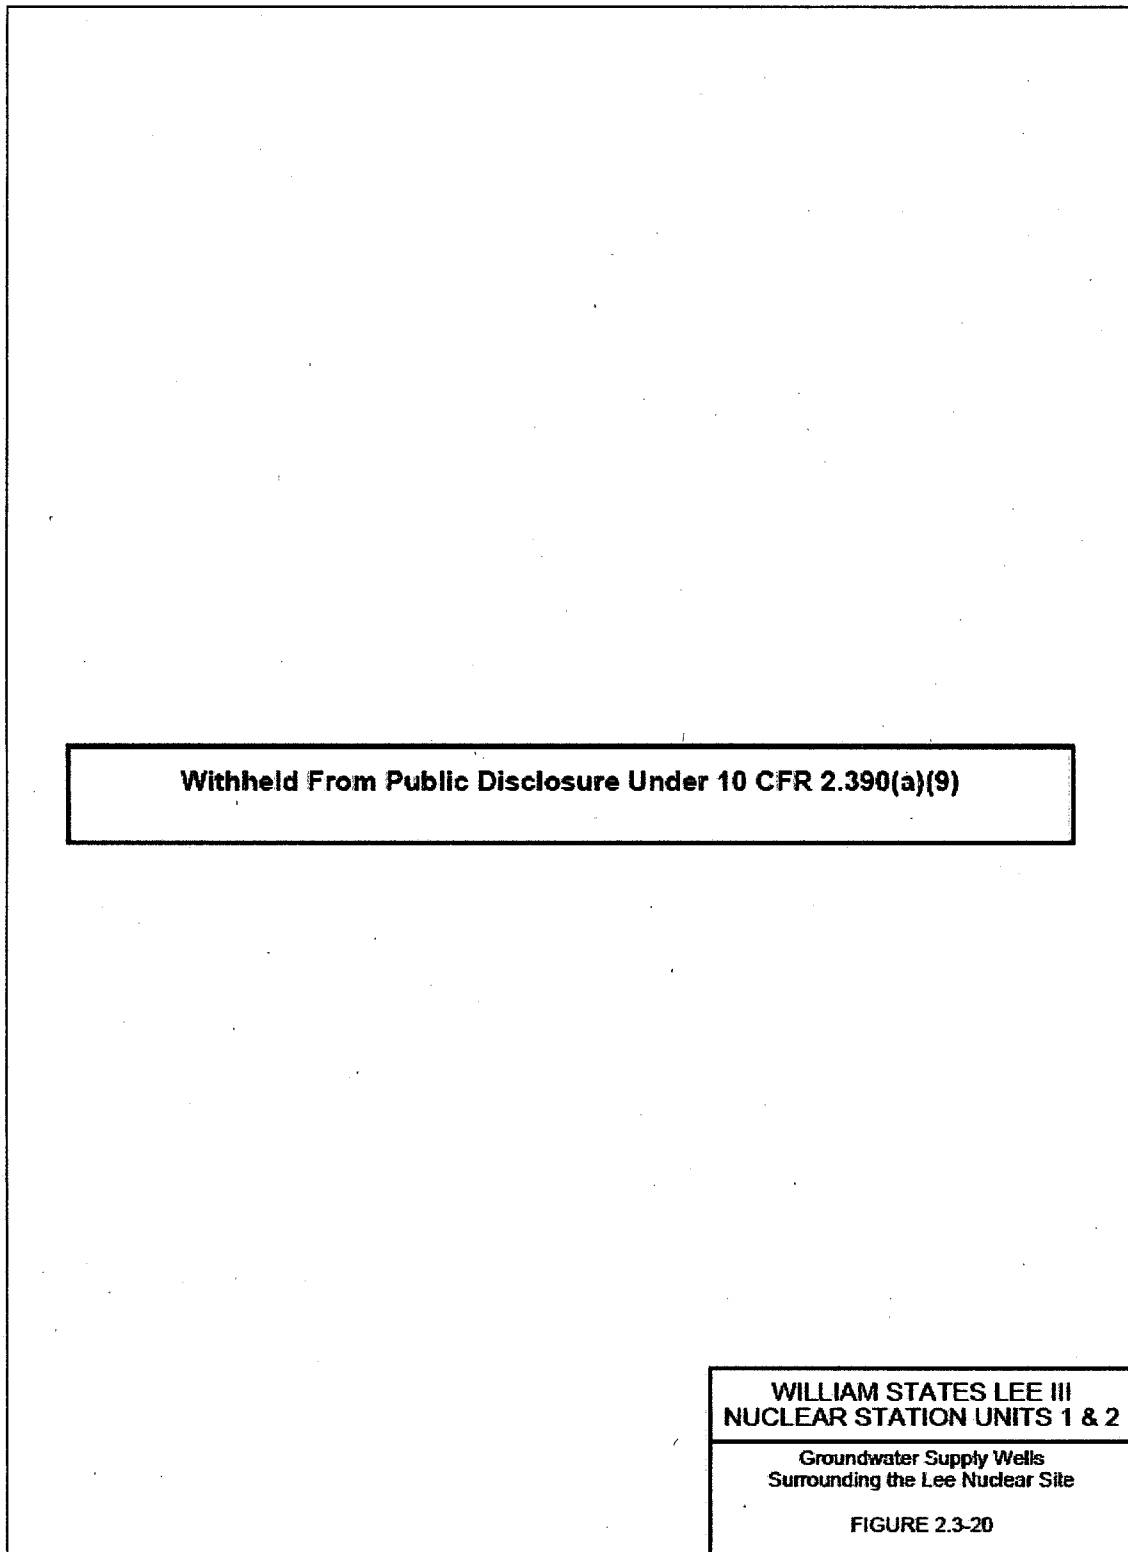 Withheld From Public Disclosure Under 10 CFR 2.390(a)(9)
WILLIAM STATES LEE III
NUCLEAR STATION UNITS 1 & 2
Groundwater Supply Wells
Surrounding the Lee Nuclear Site
FIGURE 2.3-20